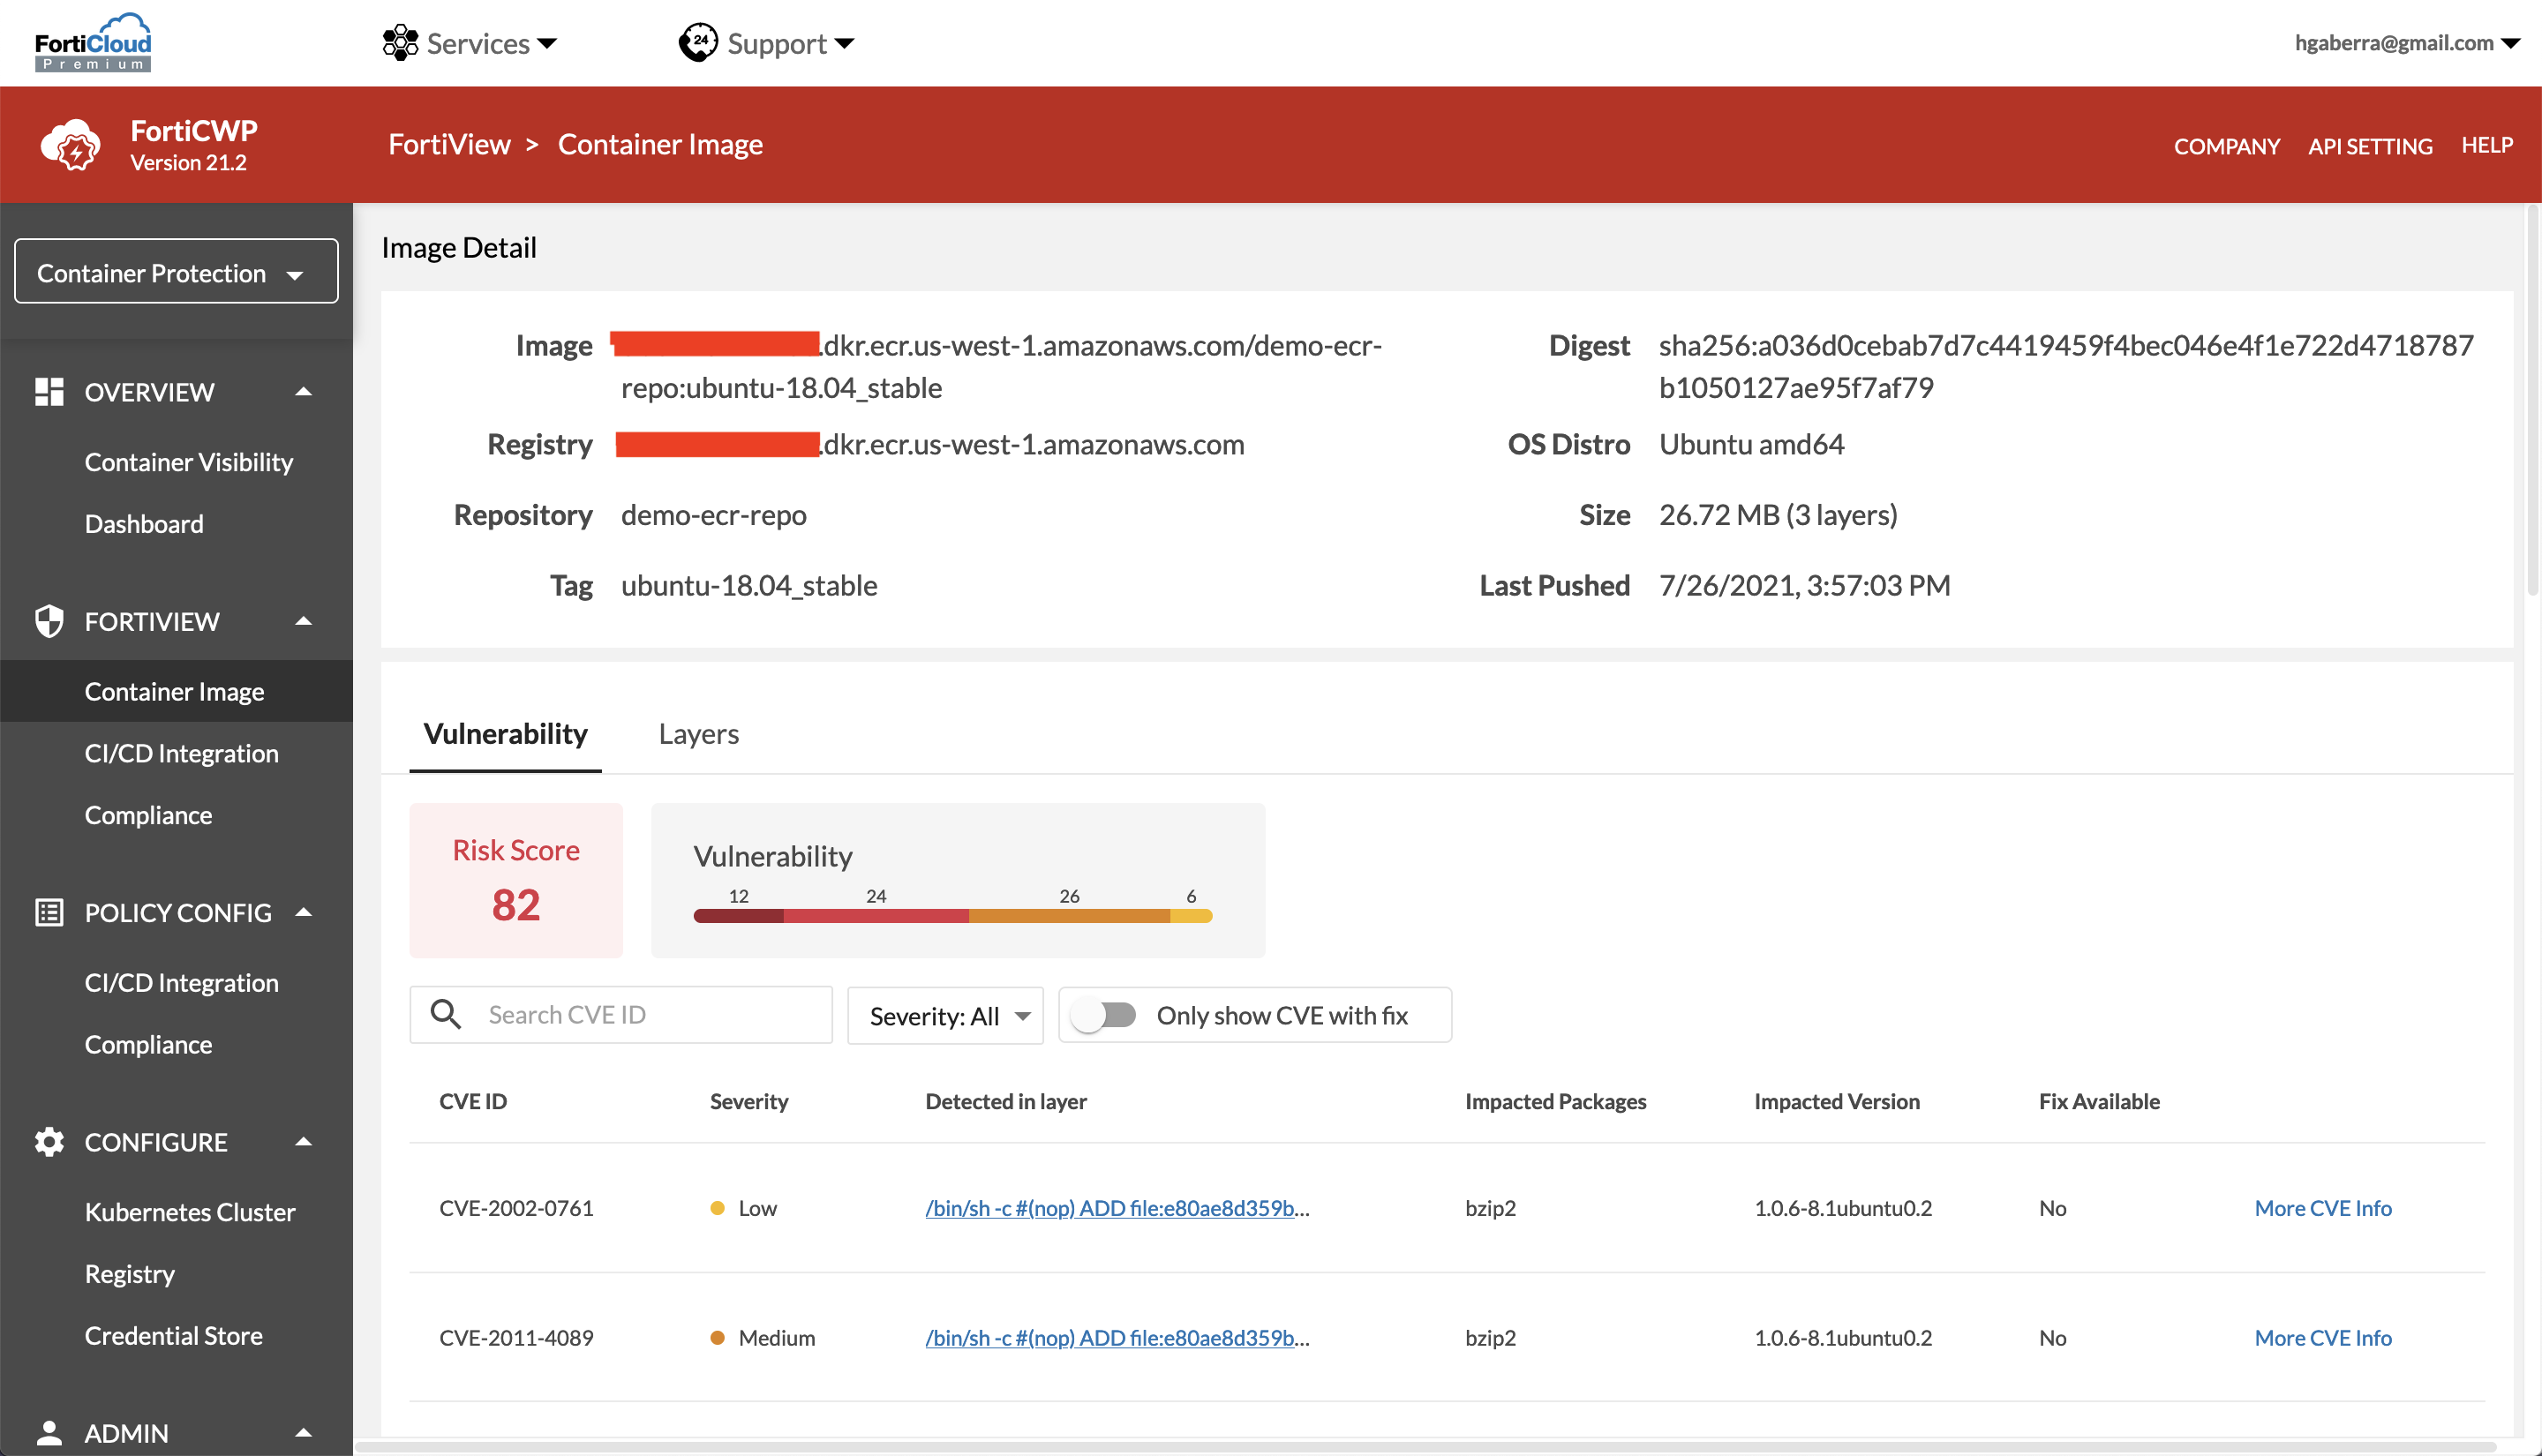 FortiCloud
Premium
Services
24
Support
hgaberra@gmail.com
FortiCWP
Version 21.2
FortiView > Container Image
COMPANY
API SETTING
HELP
Container Protection
OVERVIEW
Container Visibility
Dashboard
FORTIVIEW
Container Image
CI/CD Integration
Compliance
POLICY CONFIG
CI/CD Integration
Compliance
CONFIGURE
Kubernetes Cluster
Registry
Credential Store
ADMIN
Image Detail
Image
.dkr.ecr.us-west-1.amazonaws.com/demo-ecr-
repo:ubuntu-18.04_stable
Registry
.dkr.ecr.us-west-1.amazonaws.com
Repository
demo-ecr-repo
Tag
ubuntu-18.04_stable
Digest
sha256:a036d0cebab7d7c4419459f4bec046e4f1e722d4718787
b1050127ae95f7af79
OS Distro
Ubuntu amd64
Size
26.72 MB (3 layers)
Last Pushed
7/26/2021, 3:57:03 PM
Vulnerability
Layers
Risk Score
82
Vulnerability
12 24 26 6
Search CVE ID
Severity: All
Only show CVE with fix
CVE ID Severity Detected in layer Impacted Packages Impacted Version Fix Available
CVE-2002-0761 Low /bin/sh -c #(nop) ADD file:e80ae8d359b... bzip2 1.0.6-8.1ubuntu0.2 No More CVE Info
CVE-2011-4089 Medium /bin/sh -c #(nop) ADD file:e80ae8d359b... bzip2 1.0.6-8.1ubuntu0.2 No More CVE Info